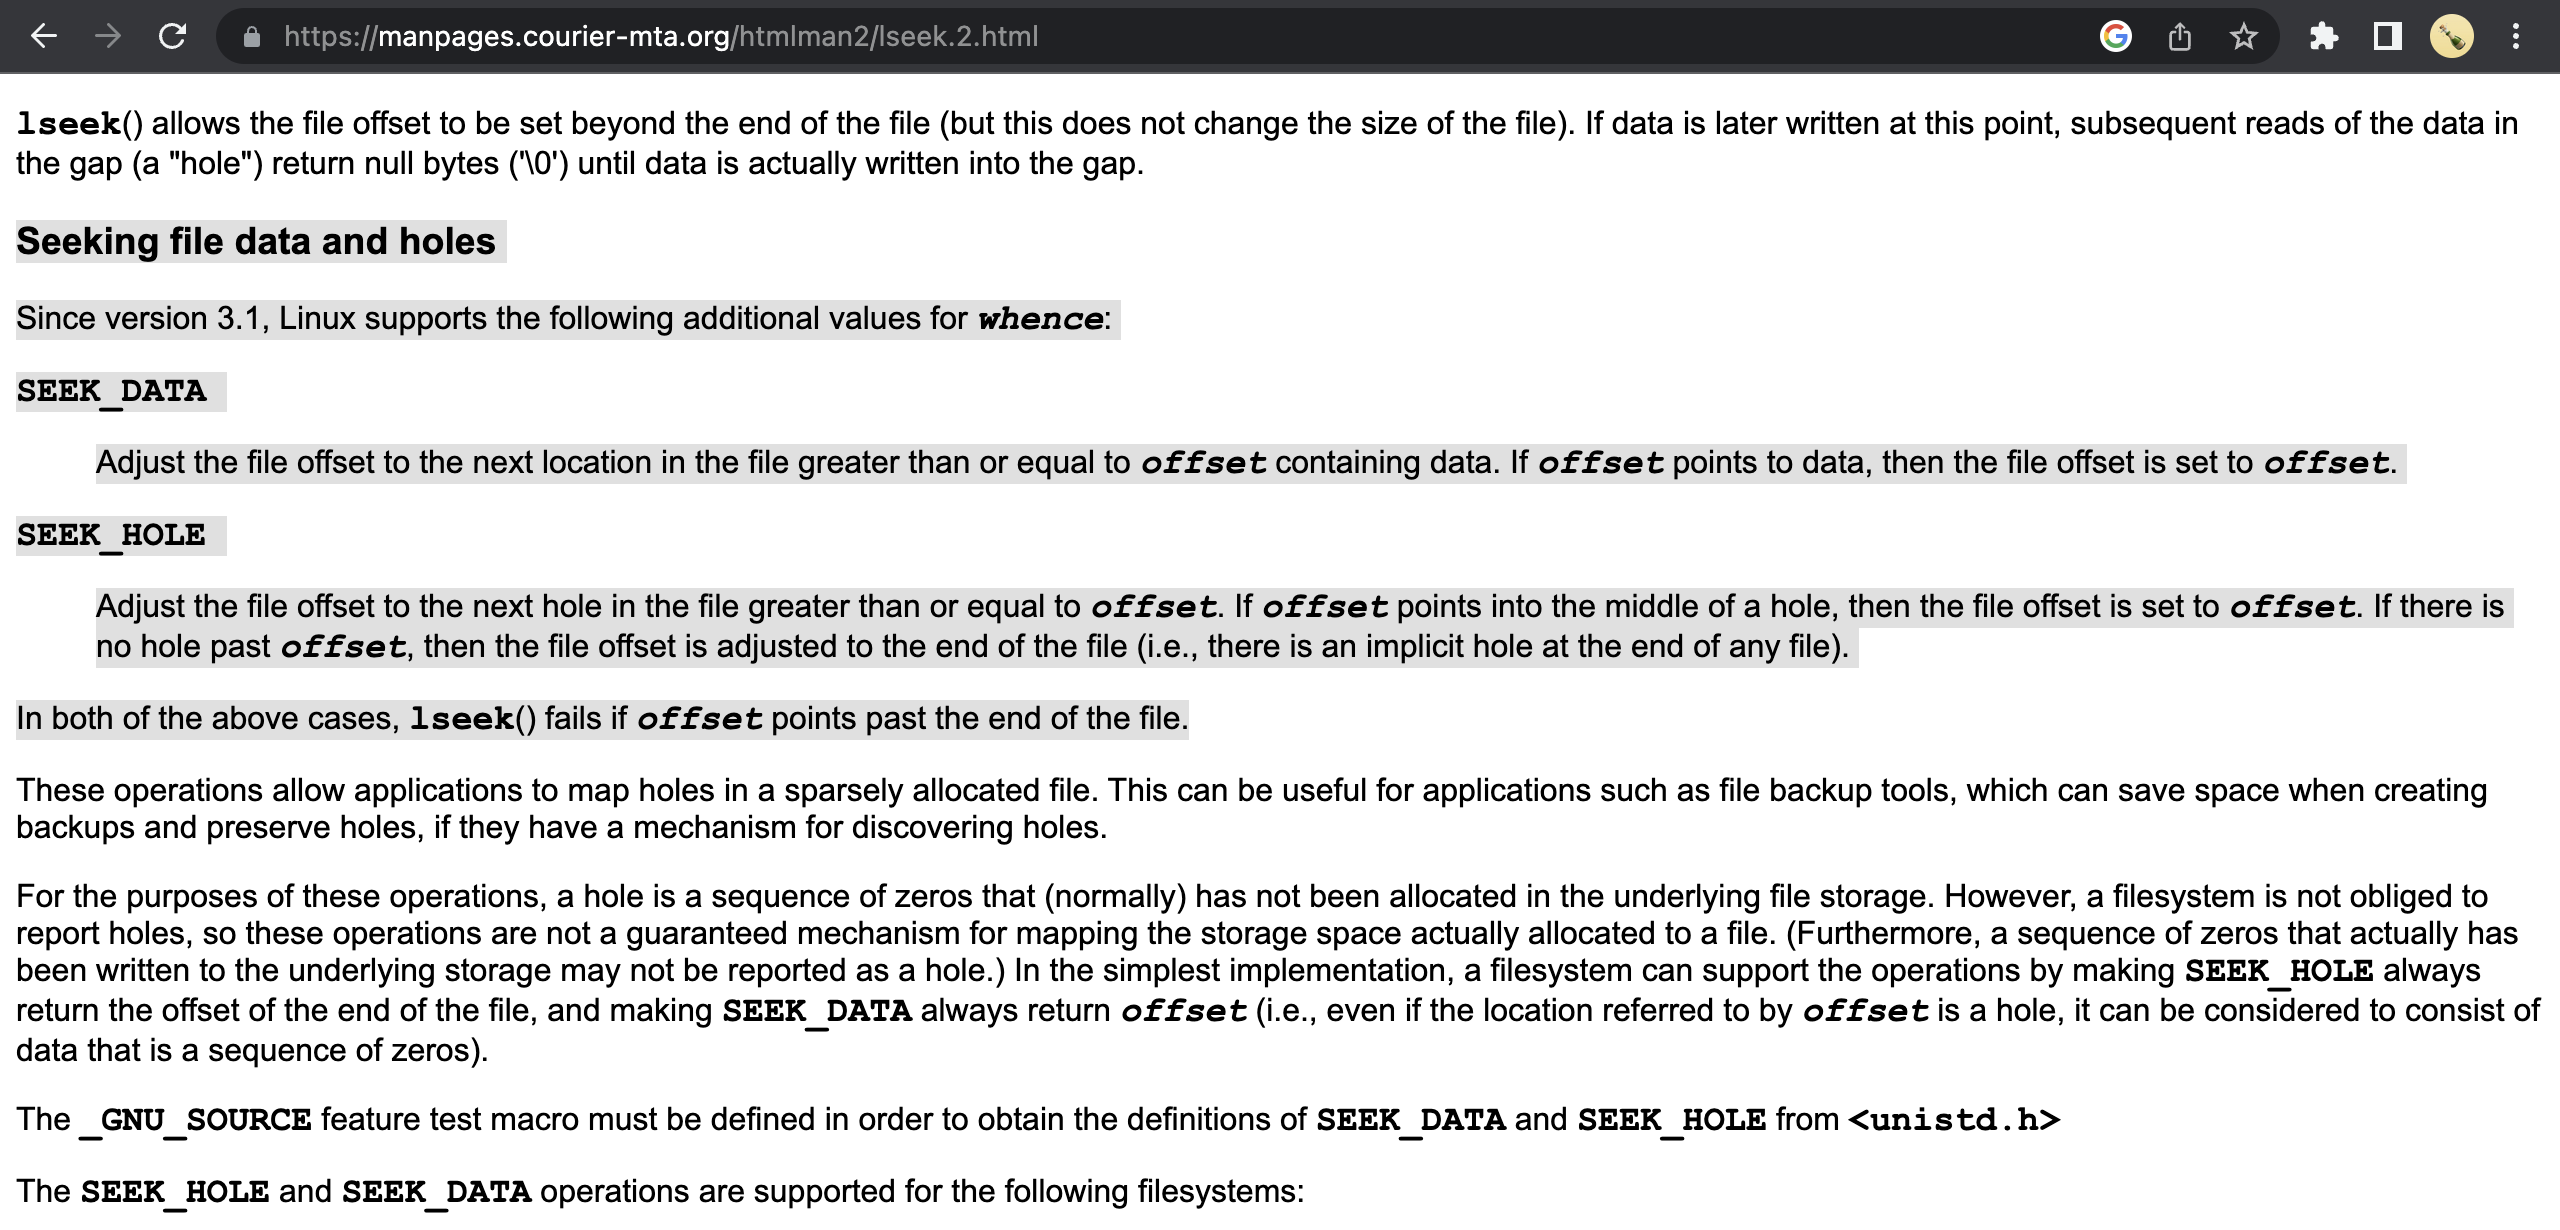 https://manpages.courier-mta.org/htmlman2/lseek.2.html
lseek() allows the file offset to be set beyond the end of the file (but this does not change the size of the file). If data is later written at this point, subsequent reads of the data in
the gap (a "hole") return null bytes ('\0') until data is actually written into the gap.
Seeking file data and holes
Since version 3.1, Linux supports the following additional values for whence:
SEEK_DATA
Adjust the file offset to the next location in the file greater than or equal to offset containing data. If offset points to data, then the file offset is set to offset.
SEEK_HOLE
Adjust the file offset to the next hole in the file greater than or equal to offset. If offset points into the middle of a hole, then the file offset is set to offset. If there is
no hole past offset, then the file offset is adjusted to the end of the file (i.e., there is an implicit hole at the end of any file).
In both of the above cases, lseek() fails if offset points past the end of the file.
These operations allow applications to map holes in a sparsely allocated file. This can be useful for applications such as file backup tools, which can save space when creating
backups and preserve holes, if they have a mechanism for discovering holes.
For the purposes of these operations, a hole is a sequence of zeros that (normally) has not been allocated in the underlying file storage. However, a filesystem is not obliged to
report holes, so these operations are not a guaranteed mechanism for mapping the storage space actually allocated to a file. (Furthermore, a sequence of zeros that actually has
been written to the underlying storage may not be reported as a hole.) In the simplest implementation, a filesystem can support the operations by making SEEK_HOLE always
return the offset of the end of the file, and making SEEK_DATA always return offset (i.e., even if the location referred to by offset is a hole, it can be considered to consist of
data that is a sequence of zeros).
The _GNU_SOURCE feature test macro must be defined in order to obtain the definitions of SEEK_DATA and SEEK_HOLE from <unistd.h>
The SEEK_HOLE and SEEK_DATA operations are supported for the following filesystems: